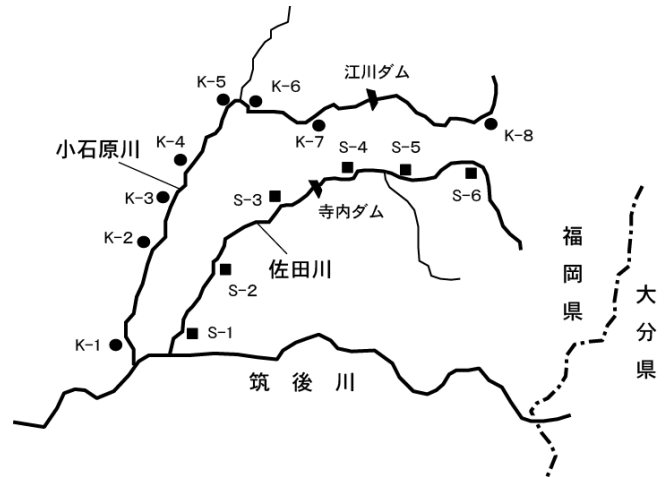 江川ダム
K-5
K-6
K-7
K-8
K-4
小石原川
K-3
K-2
K-1
S-4
S-5
S-6
S-3
寺内ダム
佐田川
S-2
S-1
筑後川
福岡県
大分県